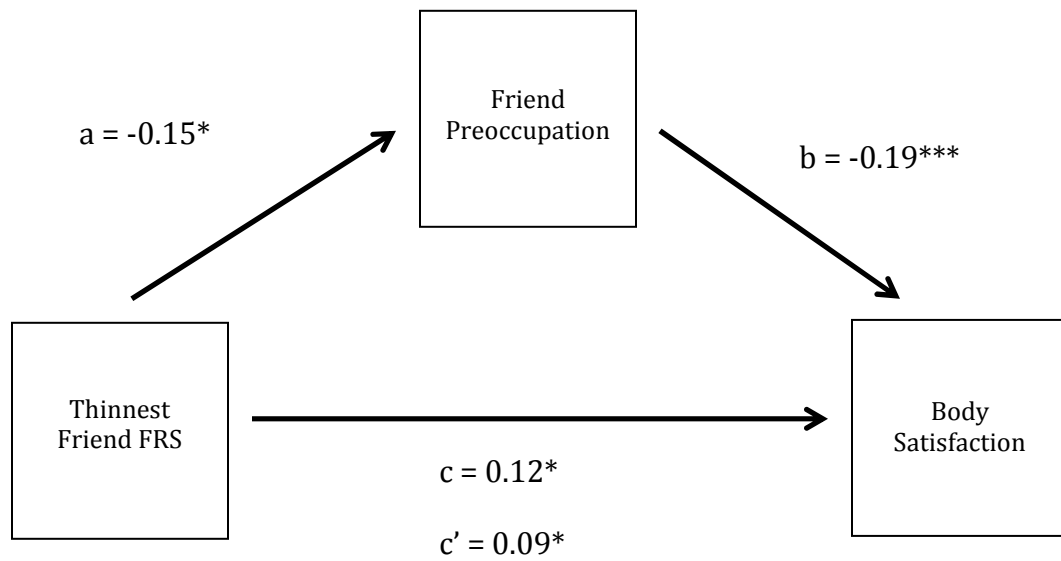 Friend
Preoccupation
a = -0.15*
b = -0.19***
Thinnest
Friend FRS
Body
Satisfaction
c = 0.12*
c’ = 0.09*